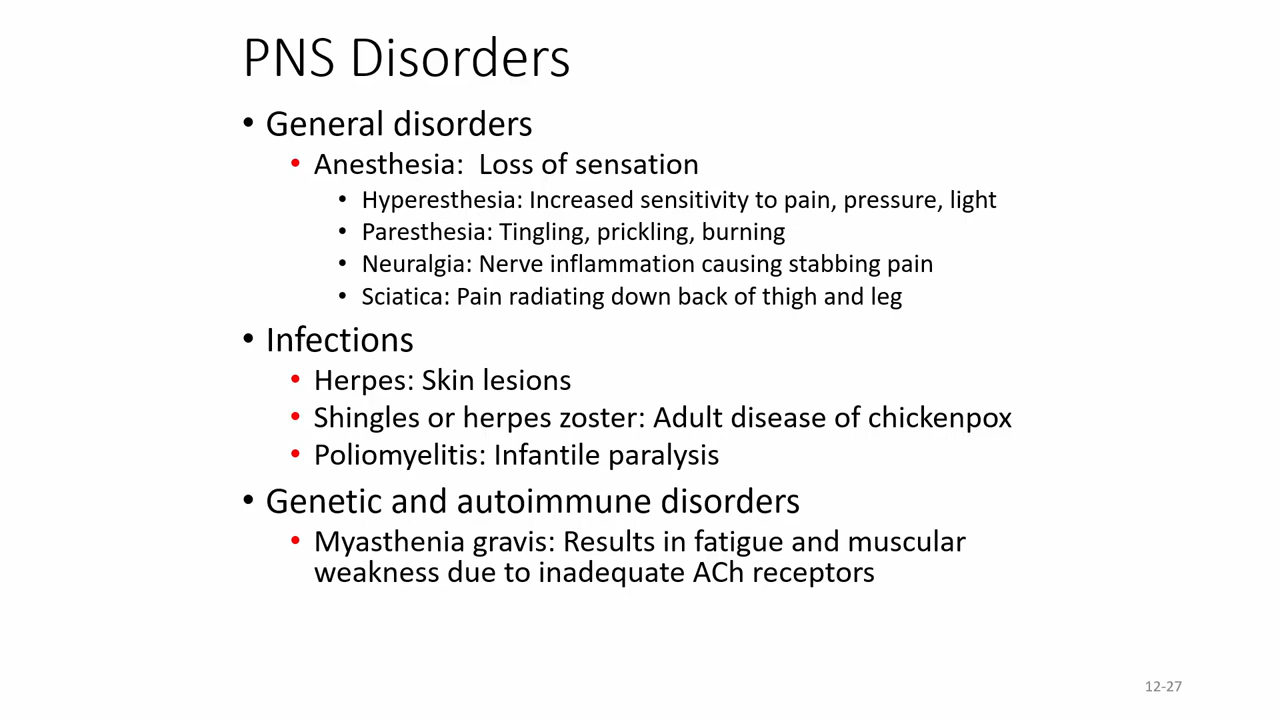 PNS Disorders
• General disorders
• Anesthesia:  Loss of sensation
• Hyperesthesia: Increased sensitivity to pain, pressure, light
• Paresthesia: Tingling, prickling, burning
• Neuralgia: Nerve inflammation causing stabbing pain
• Sciatica: Pain radiating down back of thigh and leg
• Infections
• Herpes: Skin lesions
• Shingles or herpes zoster: Adult disease of chickenpox
• Poliomyelitis: Infantile paralysis
• Genetic and autoimmune disorders
• Myasthenia gravis: Results in fatigue and muscular
weakness due to inadequate ACh receptors
12-27